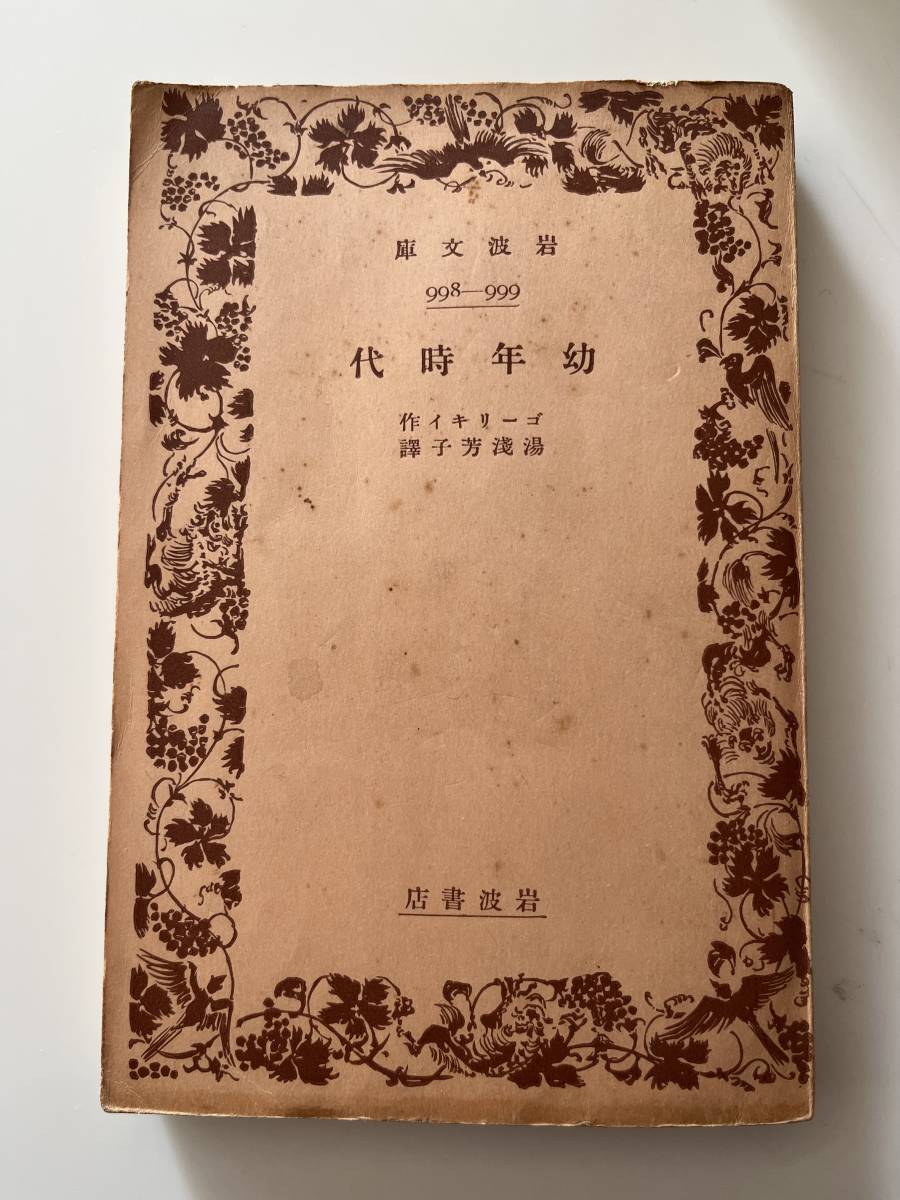 岩波文庫
998—999
幼年時代
ゴーリキイ作
湯淺芳子譯
岩波書店